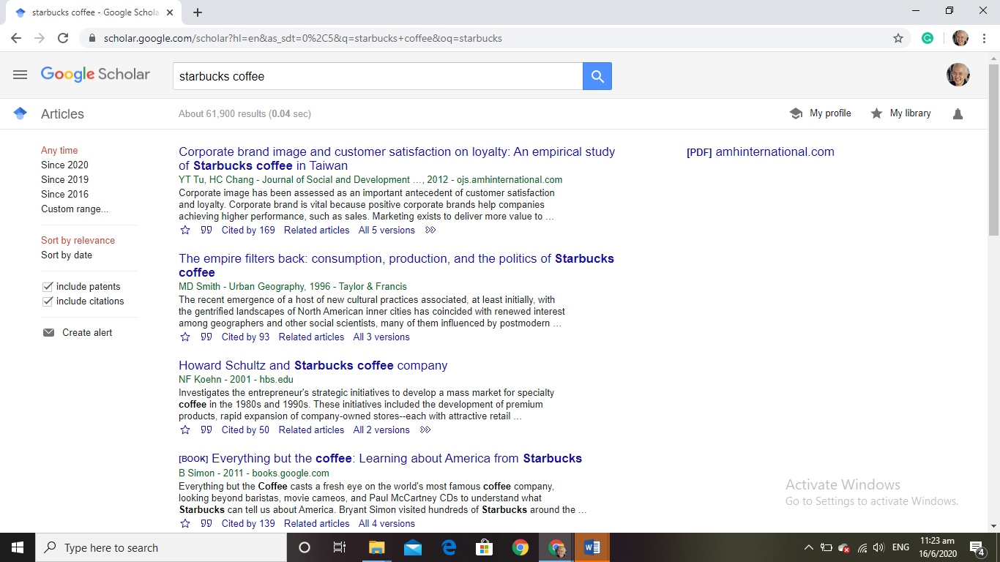 starbucks coffee - Google Schola
scholar.google.com/scholar?hl=en&as_sdt=0%2C5&q=starbucks+coffee&oq=starbucks
Google Scholar
starbucks coffee
Articles
About 61,900 results (0.04 sec)
My profile
My library
Any time
Since 2020
Since 2019
Since 2016
Custom range...
Sort by relevance
Sort by date
include patents
include citations
Create alert
Corporate brand image and customer satisfaction on loyalty: An empirical study
of Starbucks coffee in Taiwan
YT Tu, HC Chang - Journal of Social and Development …, 2012 - ojs.amhinternational.com
Corporate image has been assessed as an important antecedent of customer satisfaction
and loyalty. Corporate brand is vital because positive corporate brands help companies
achieving higher performance, such as sales. Marketing exists to deliver more value to …
Cited by 169 Related articles All 5 versions
[PDF] amhinternational.com
The empire filters back: consumption, production, and the politics of Starbucks
coffee
MD Smith - Urban Geography, 1996 - Taylor & Francis
The recent emergence of a host of new cultural practices associated, at least initially, with
the gentrified landscapes of North American inner cities has coincided with renewed interest
among geographers and other social scientists, many of them influenced by postmodern …
Cited by 93 Related articles All 3 versions
Howard Schultz and Starbucks coffee company
NF Koehn - 2001 - hbs.edu
Investigates the entrepreneur's strategic initiatives to develop a mass market for specialty
coffee in the 1980s and 1990s. These initiatives included the development of premium
products, rapid expansion of company-owned stores--each with attractive retail …
Cited by 50 Related articles All 2 versions
[BOOK] Everything but the coffee: Learning about America from Starbucks
B Simon - 2011 - books.google.com
Everything but the Coffee casts a fresh eye on the world's most famous coffee company,
looking beyond baristas, movie cameos, and Paul McCartney CDs to understand what
Starbucks can tell us about America. Bryant Simon visited hundreds of Starbucks around the …
Cited by 139 Related articles All 4 versions
Activate Windows
Go to Settings to activate Windows.
Type here to search
ENG
11:23 am
16/6/2020
4